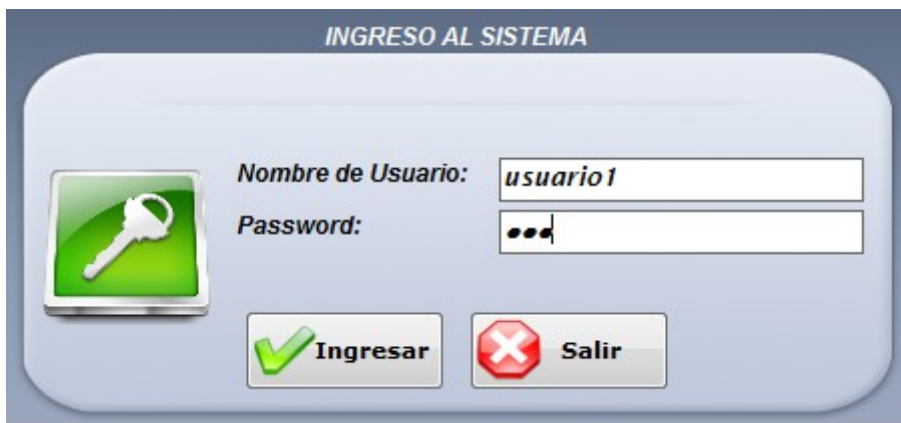 INGRESO AL SISTEMA
Nombre de Usuario: usuario1
Password: •••
Ingresar Salir